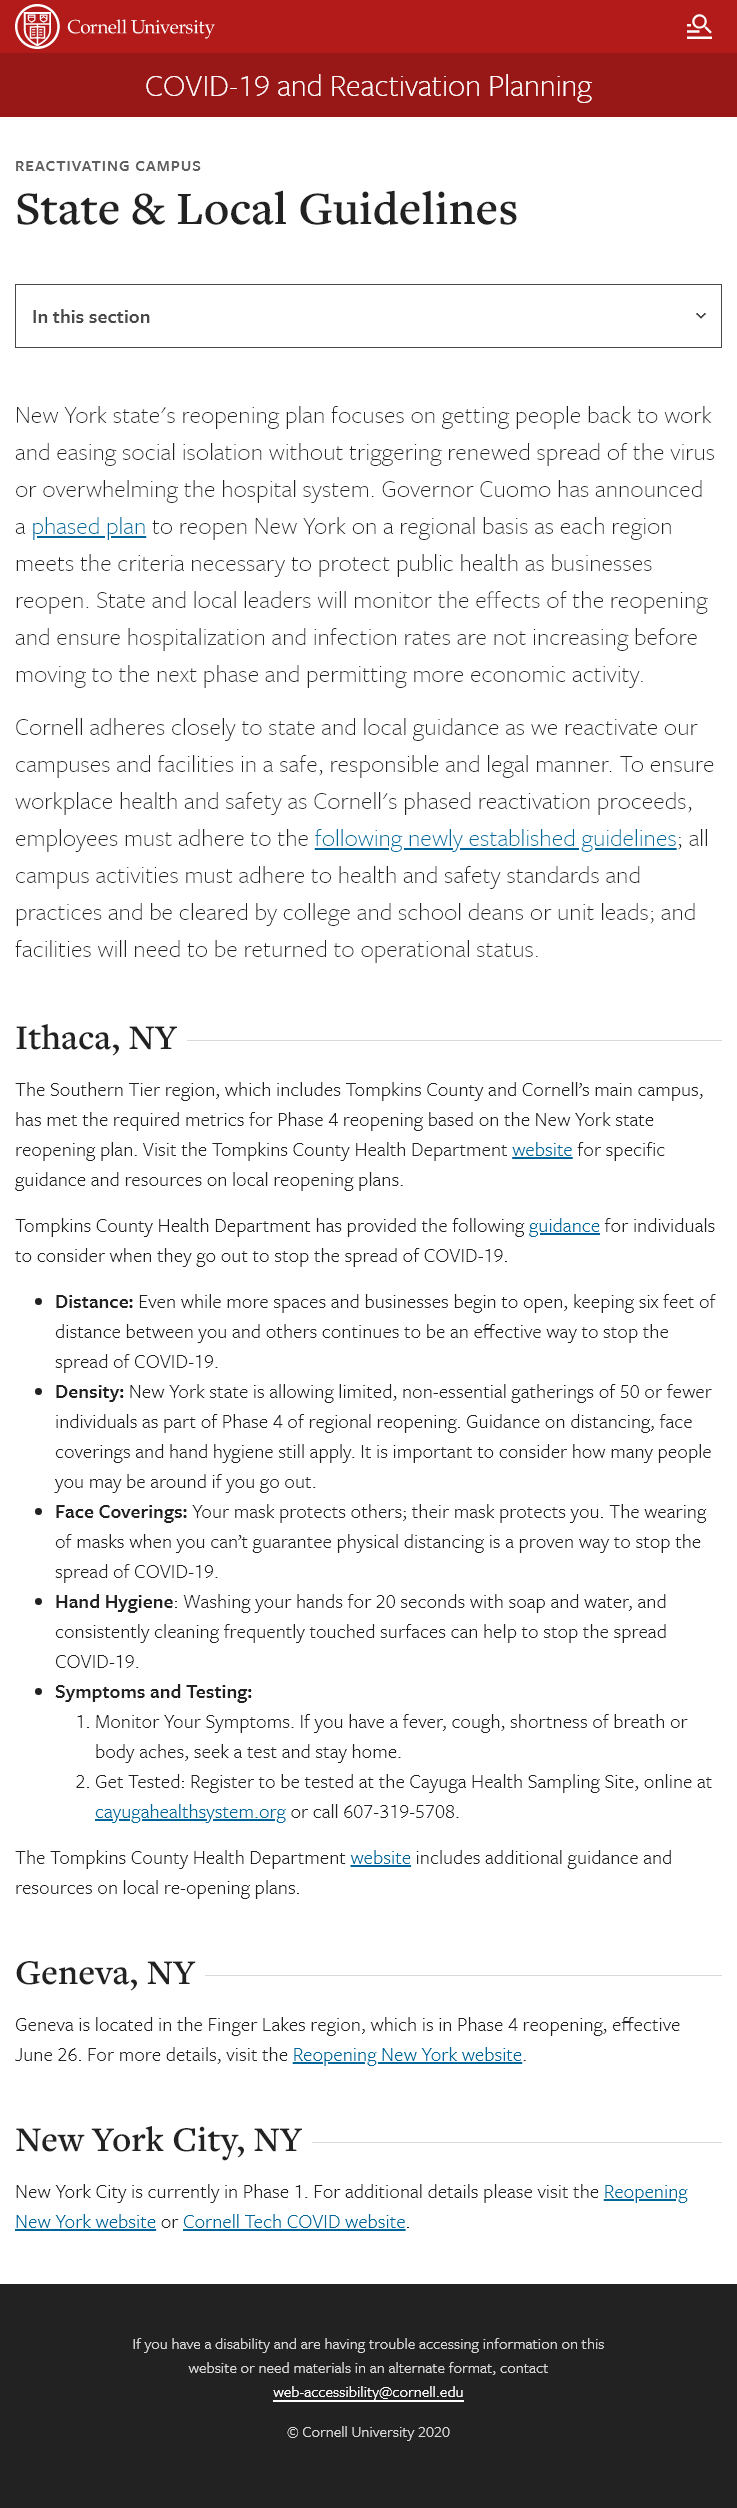 Cornell University
COVID-19 and Reactivation Planning
REACTIVATING CAMPUS
State & Local Guidelines
In this section
New York state's reopening plan focuses on getting people back to work
and easing social isolation without triggering renewed spread of the virus
or overwhelming the hospital system. Governor Cuomo has announced
a phased plan to reopen New York on a regional basis as each region
meets the criteria necessary to protect public health as businesses
reopen. State and local leaders will monitor the effects of the reopening
and ensure hospitalization and infection rates are not increasing before
moving to the next phase and permitting more economic activity.
Cornell adheres closely to state and local guidance as we reactivate our
campuses and facilities in a safe, responsible and legal manner. To ensure
workplace health and safety as Cornell's phased reactivation proceeds,
employees must adhere to the following newly established guidelines; all
campus activities must adhere to health and safety standards and
practices and be cleared by college and school deans or unit leads; and
facilities will need to be returned to operational status.
Ithaca, NY
The Southern Tier region, which includes Tompkins County and Cornell's main campus,
has met the required metrics for Phase 4 reopening based on the New York state
reopening plan. Visit the Tompkins County Health Department website for specific
guidance and resources on local reopening plans.
Tompkins County Health Department has provided the following guidance for individuals
to consider when they go out to stop the spread of COVID-19.
• Distance: Even while more spaces and businesses begin to open, keeping six feet of
distance between you and others continues to be an effective way to stop the
spread of COVID-19.
• Density: New York state is allowing limited, non-essential gatherings of 50 or fewer
individuals as part of Phase 4 of regional reopening. Guidance on distancing, face
coverings and hand hygiene still apply. It is important to consider how many people
you may be around if you go out.
• Face Coverings: Your mask protects others; their mask protects you. The wearing
of masks when you can't guarantee physical distancing is a proven way to stop the
spread of COVID-19.
• Hand Hygiene: Washing your hands for 20 seconds with soap and water, and
consistently cleaning frequently touched surfaces can help to stop the spread
COVID-19.
• Symptoms and Testing:
1. Monitor Your Symptoms. If you have a fever, cough, shortness of breath or
body aches, seek a test and stay home.
2. Get Tested: Register to be tested at the Cayuga Health Sampling Site, online at
cayugahealthsystem.org or call 607-319-5708.
The Tompkins County Health Department website includes additional guidance and
resources on local re-opening plans.
Geneva, NY
Geneva is located in the Finger Lakes region, which is in Phase 4 reopening, effective
June 26. For more details, visit the Reopening New York website.
New York City, NY
New York City is currently in Phase 1. For additional details please visit the Reopening
New York website or Cornell Tech COVID website.
If you have a disability and are having trouble accessing information on this
website or need materials in an alternate format, contact
web-accessibility@cornell.edu
© Cornell University 2020